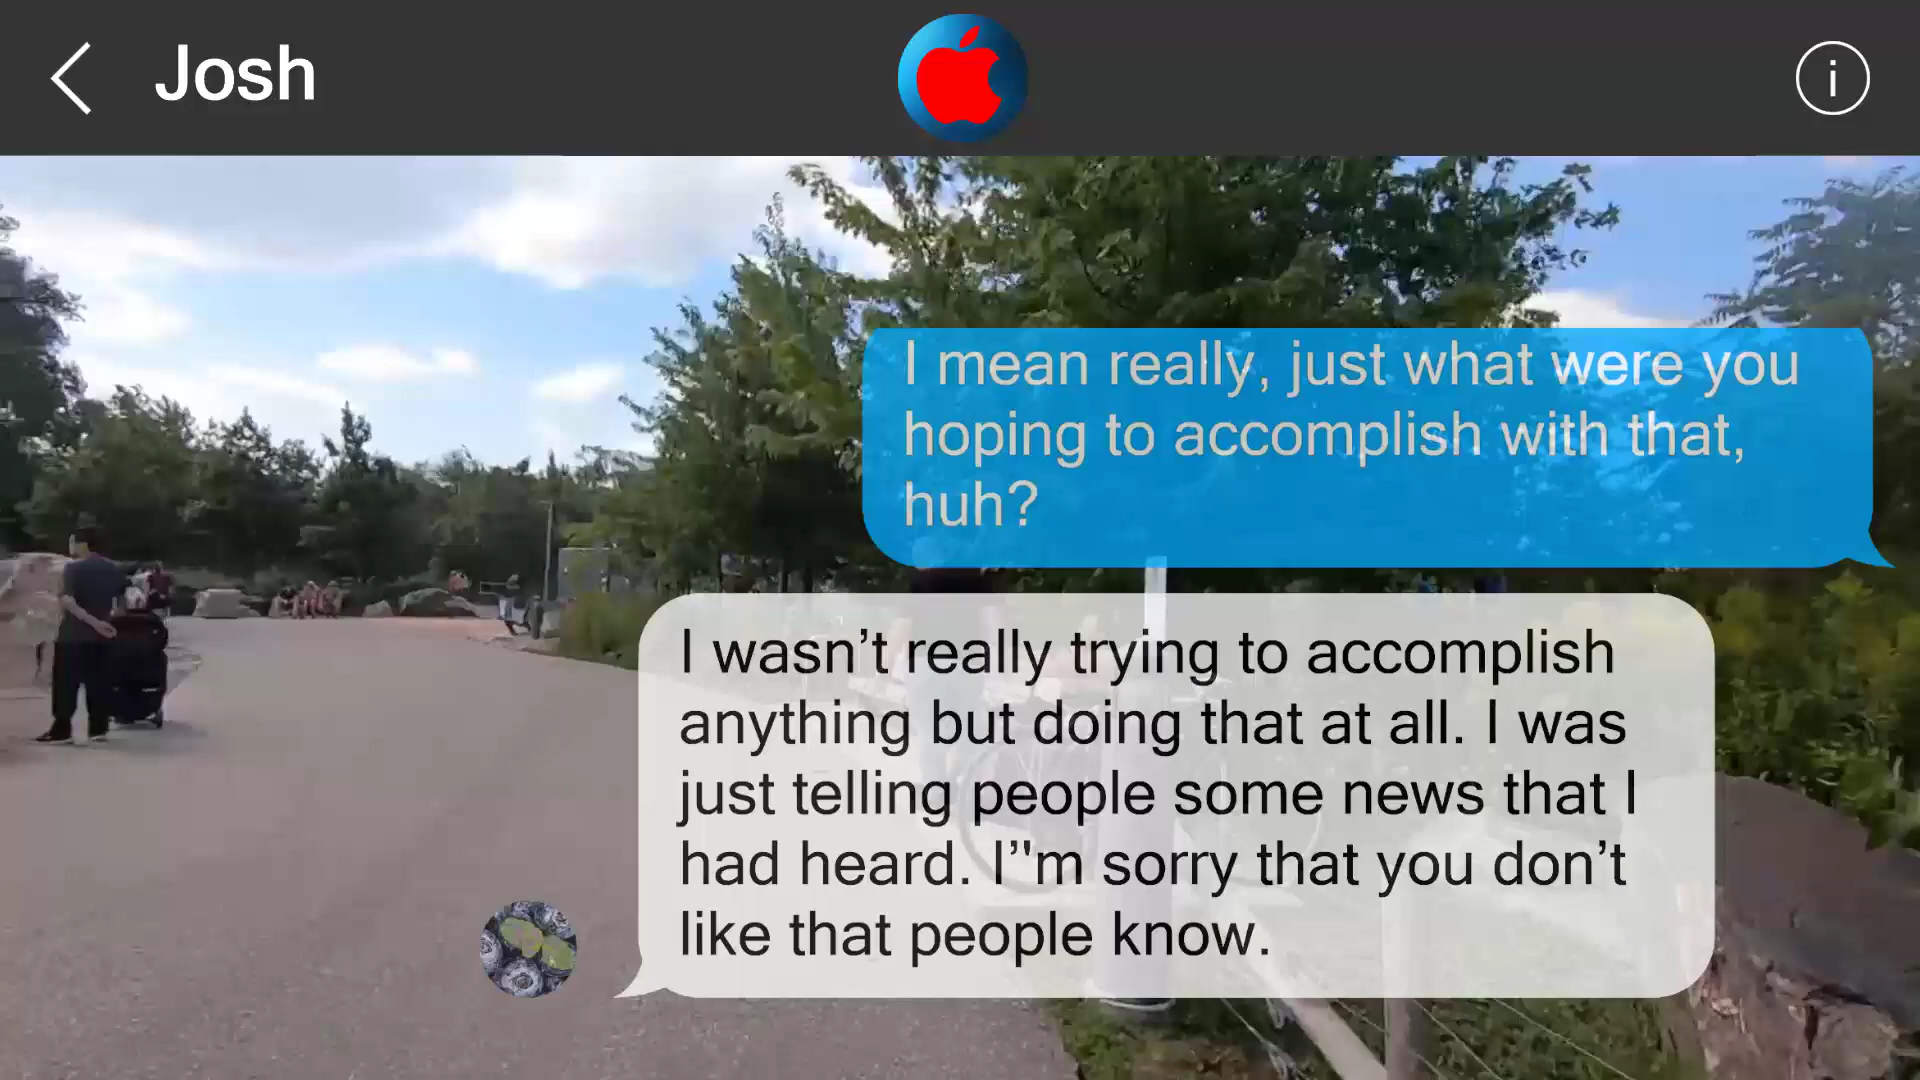 Josh
i
I mean really, just what were you
hoping to accomplish with that,
huh?
I wasn’t really trying to accomplish
anything but doing that at all. I was
just telling people some news that I
had heard. I’"m sorry that you don’t
like that people know.